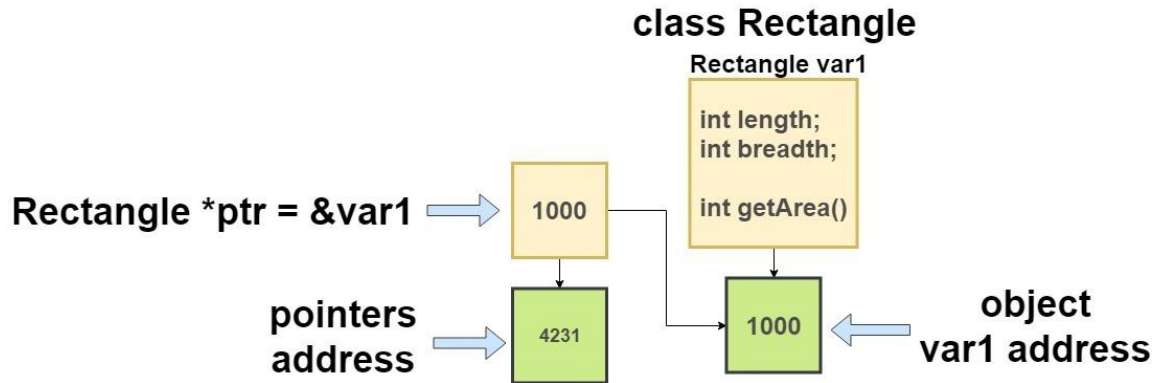 class Rectangle
Rectangle var1
int length;
int breadth;
int getArea()
Rectangle *ptr = &var1
1000
pointers
address
4231
1000
object
var1 address